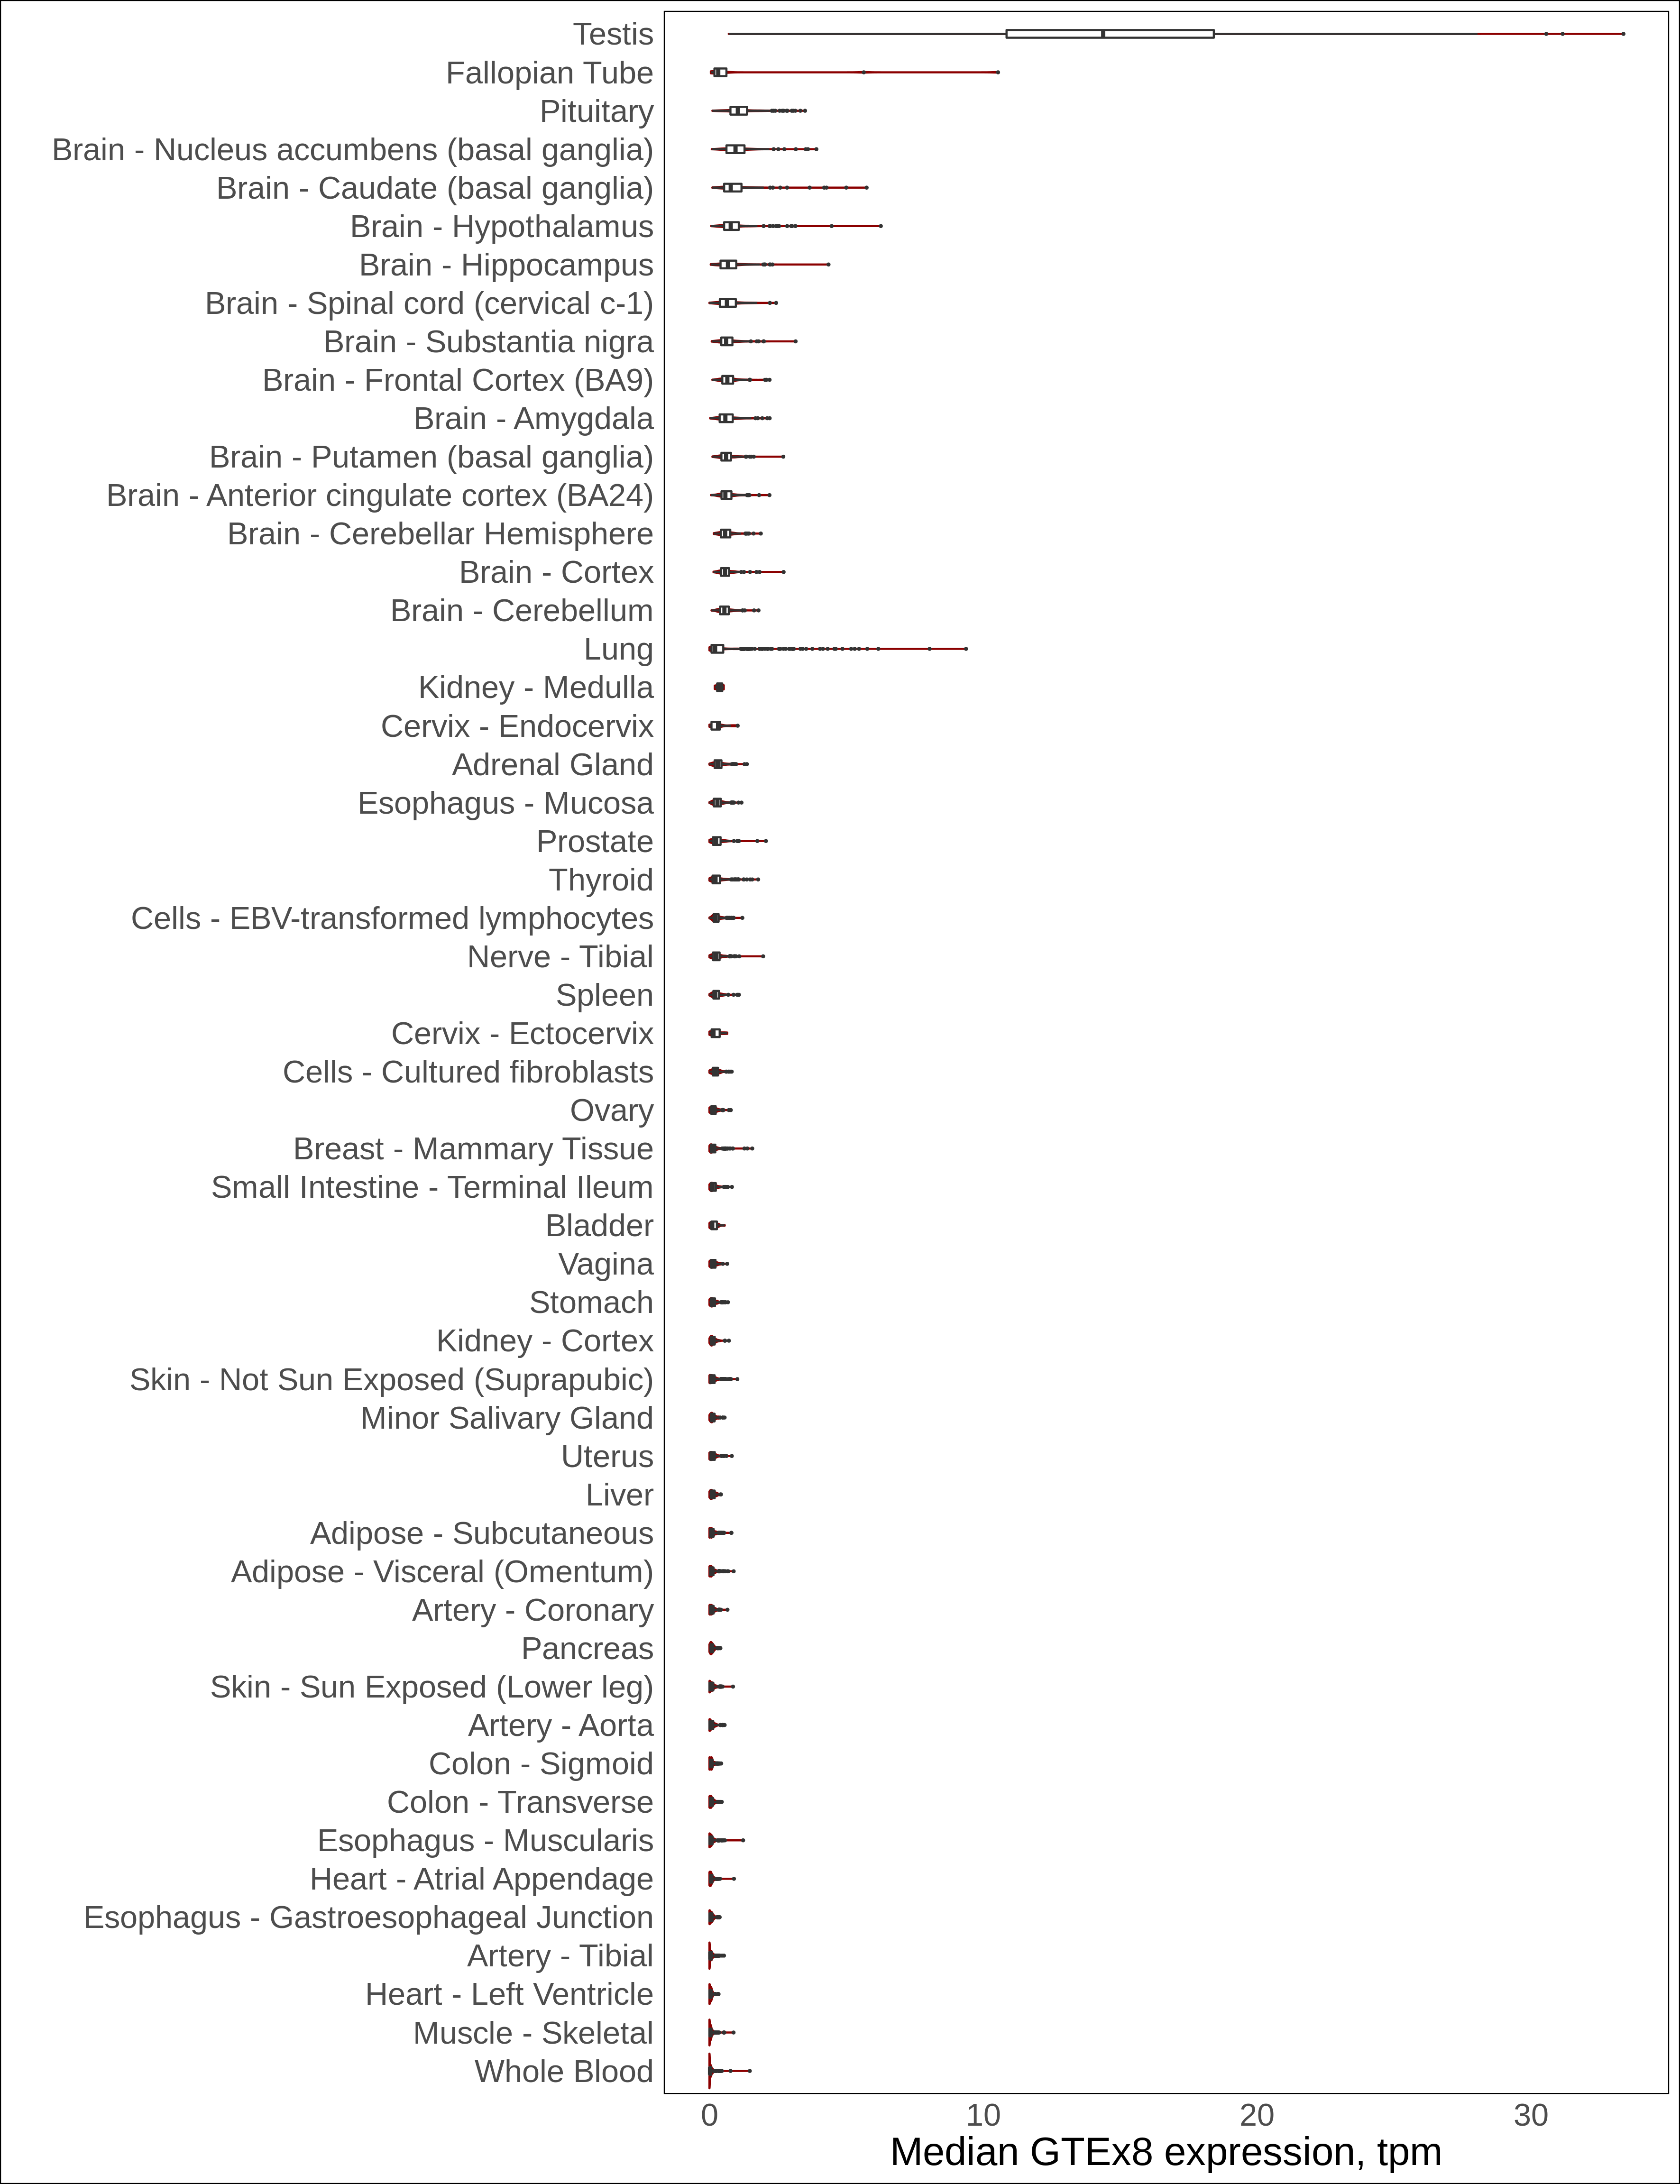 Testis
Fallopian Tube
Pituitary
Brain - Nucleus accumbens (basal ganglia)
Brain - Caudate (basal ganglia)
Brain - Hypothalamus
Brain - Hippocampus
Brain - Spinal cord (cervical c-1)
Brain - Substantia nigra
Brain - Frontal Cortex (BA9)
Brain - Amygdala
Brain - Putamen (basal ganglia)
Brain - Anterior cingulate cortex (BA24)
Brain - Cerebellar Hemisphere
Brain - Cortex
Brain - Cerebellum
Lung
Kidney - Medulla
Cervix - Endocervix
Adrenal Gland
Esophagus - Mucosa
Prostate
Thyroid
Cells - EBV-transformed lymphocytes
Nerve - Tibial
Spleen
Cervix - Ectocervix
Cells - Cultured fibroblasts
Ovary
Breast - Mammary Tissue
Small Intestine - Terminal Ileum
Bladder
Vagina
Stomach
Kidney - Cortex
Skin - Not Sun Exposed (Suprapubic)
Minor Salivary Gland
Uterus
Liver
Adipose - Subcutaneous
Adipose - Visceral (Omentum)
Artery - Coronary
Pancreas
Skin - Sun Exposed (Lower leg)
Artery - Aorta
Colon - Sigmoid
Colon - Transverse
Esophagus - Muscularis
Heart - Atrial Appendage
Esophagus - Gastroesophageal Junction
Artery - Tibial
Heart - Left Ventricle
Muscle - Skeletal
Whole Blood
0 10 20 30
Median GTEx8 expression, tpm